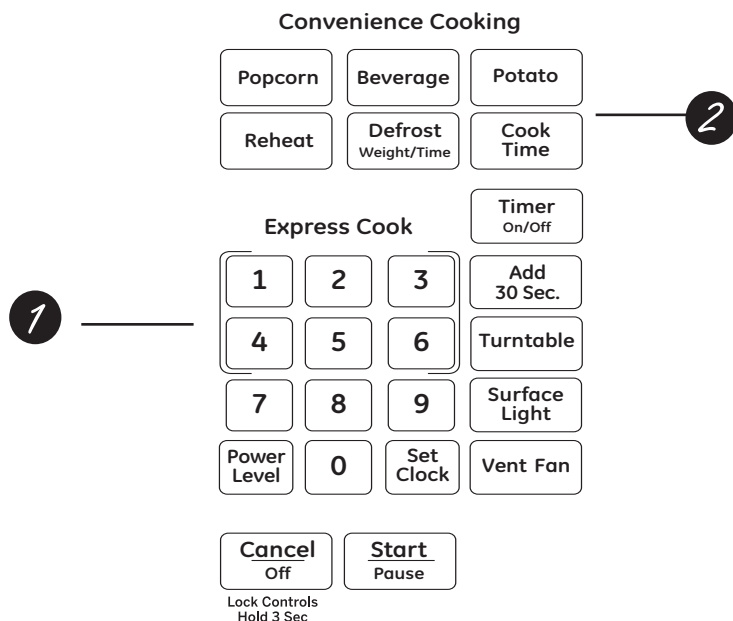 Convenience Cooking
Popcorn
Beverage
Potato
2
Reheat
Defrost
Weight/Time
Cook
Time
Timer
On/Off
Express Cook
1
2
3
Add
30 Sec.
1
4
5
6
Turntable
7
8
9
Surface
Light
Power
Level
0
Set
Clock
Vent Fan
Cancel
Off
Start
Pause
Lock Controls
Hold 3 Sec